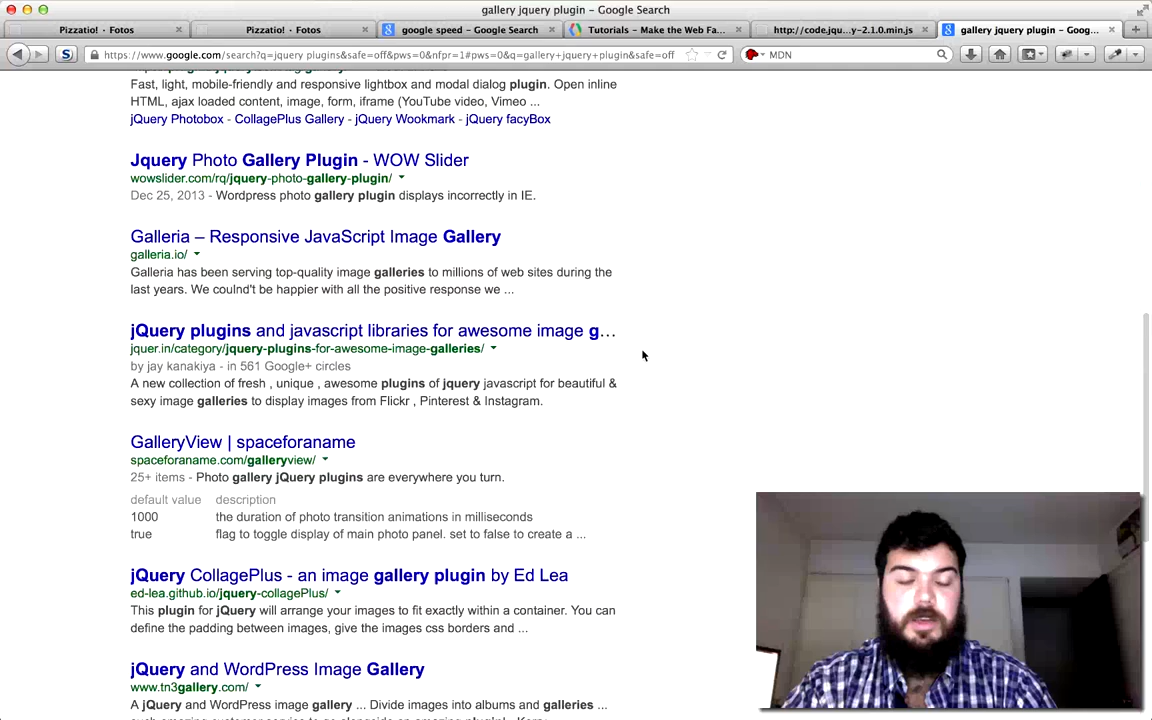 gallery jquery plugin - Google Search
Pizzatio! ×
Pizzatio! ×
google speed - Google Search ×
Tutorials - Make the Web Fa... ×
http://code.jqu...y-2.1.0.min.js ×
gallery jquery plugin - Goog... ×
https://www.google.com/search?q=jquery plugins&safe=off&pws=0&nfpr=1#pws=0&q=gallery+jquery+plugin&safe=off
MDN
Fast, light, mobile-friendly and responsive lightbox and modal dialog plugin. Open inline
HTML, ajax loaded content, image, form, iframe (YouTube video, Vimeo ...
jQuery Photobox - CollagePlus Gallery - jQuery Wookmark - jQuery facyBox
Jquery Photo Gallery Plugin - WOW Slider
wowslider.com/rq/jquery-photo-gallery-plugin/
Dec 25, 2013 - Wordpress photo gallery plugin displays incorrectly in IE.
Galleria – Responsive JavaScript Image Gallery
galleria.io/
Galleria has been serving top-quality image galleries to millions of web sites during the
last years. We coulnd't be happier with all the positive response we ...
jQuery plugins and javascript libraries for awesome image g...
jquer.in/category/jquery-plugins-for-awesome-image-galleries/
by jay kanakiya - in 561 Google+ circles
A new collection of fresh , unique , awesome plugins of jquery javascript for beautiful &
sexy image galleries to display images from Flickr , Pinterest & Instagram.
GalleryView | spaceforaname
spaceforaname.com/galleryview/
25+ items - Photo gallery jQuery plugins are everywhere you turn.
default value description
1000 the duration of photo transition animations in milliseconds
true flag to toggle display of main photo panel. set to false to create a ...
jQuery CollagePlus - an image gallery plugin by Ed Lea
ed-lea.github.io/jquery-collagePlus/
This plugin for jQuery will arrange your images to fit exactly within a container. You can
define the padding between images, give the images css borders and ...
jQuery and WordPress Image Gallery
www.tn3gallery.com/
A jQuery and WordPress image gallery ... Divide images into albums and galleries ...